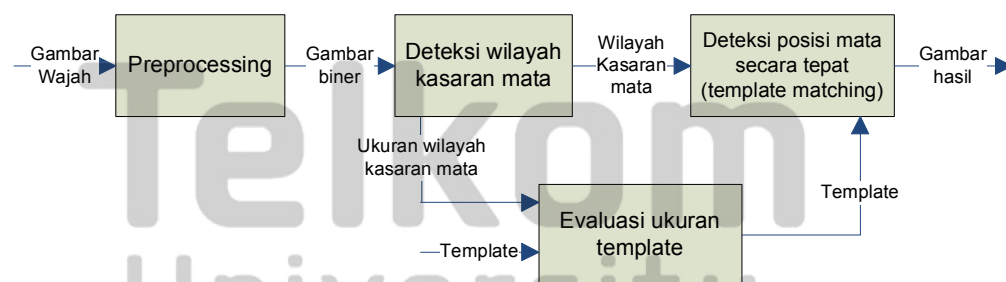 Gambar
Wajah
Preprocessing
Gambar
biner
Deteksi wilayah
kasaran mata
Wilayah
Kasaran
mata
Deteksi posisi mata
secara tepat
(template matching)
Gambar
hasil
Ukuran wilayah
kasaran mata
Template
Evaluasi ukuran
template
Template
Telkom
University